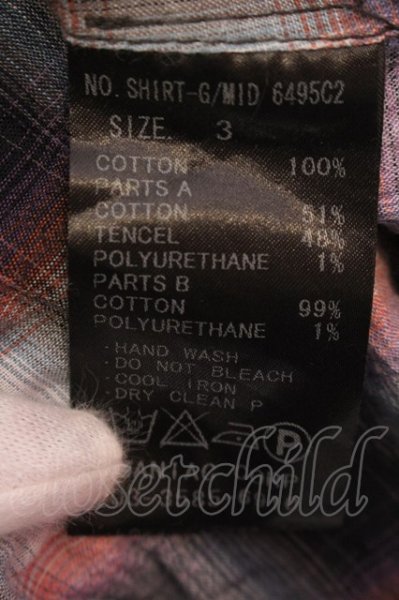 NO. SHIRT-G/MID 6495C2
SIZE. 3
COTTON 100%
PARTS A
COTTON 51%
TENCEL 48%
POLYURETHANE 1%
PARTS B
COTTON 99%
POLYURETHANE 1%
·HAND WASH
·DO NOT BLEACH
·COOL IRON
·DRY CLEAN P
P
closetchild